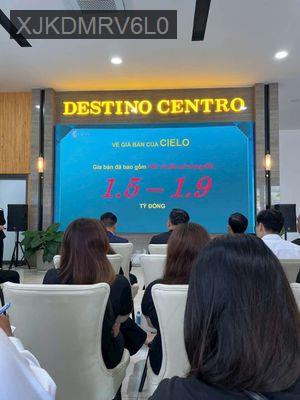 XJKDMRV6L0
DESTINO CENTRO
VỀ GIÁ BÁN CỦA CIELO
Giá bán đã bao gồm
1.5 – 1.9
TỶ ĐỒNG